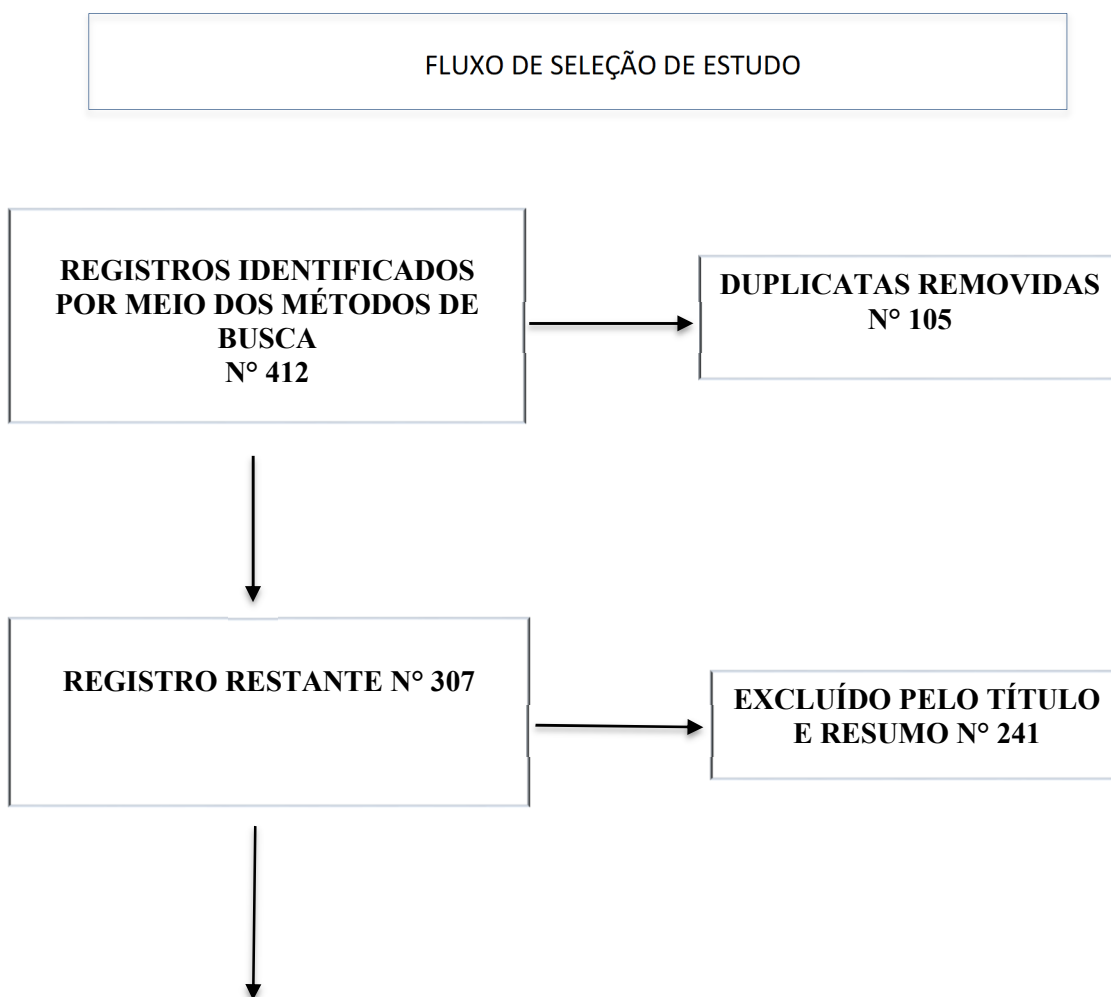 FLUXO DE SELEÇÃO DE ESTUDO
REGISTROS IDENTIFICADOS
POR MEIO DOS MÉTODOS DE
BUSCA
N° 412
DUPLICATAS REMOVIDAS
N° 105
REGISTRO RESTANTE N° 307
EXCLUÍDO PELO TÍTULO
E RESUMO N° 241